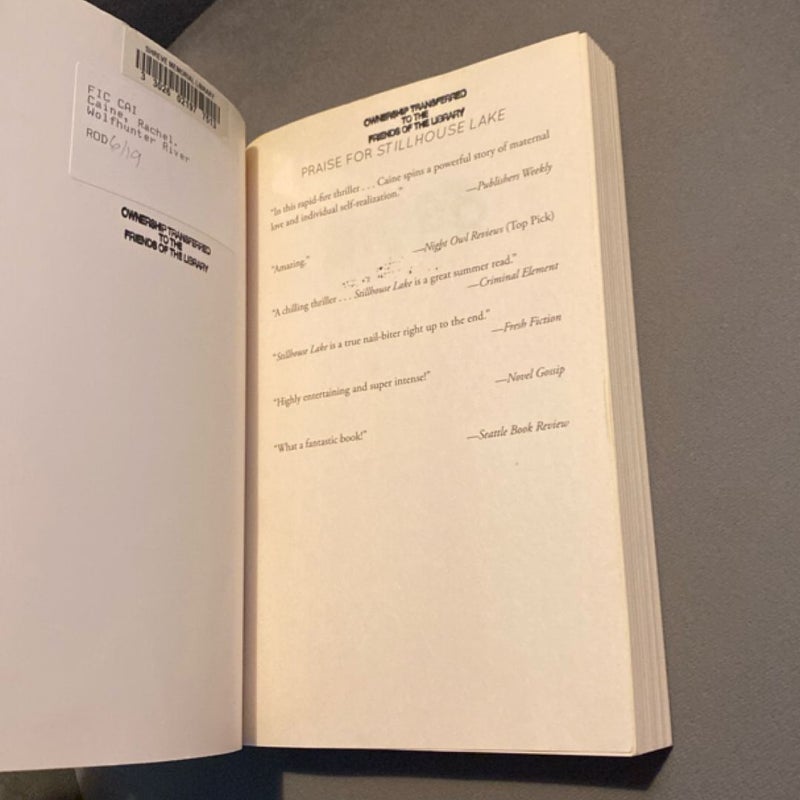 SHREVE MEMORIAL LIBRARY
FIC CAI
Caine, Rachel.
Wolfhunter River
ROD 6/19
OWNERSHIP TRANSFERRED
TO THE
FRIENDS OF THE LIBRARY
OWNERSHIP TRANSFERRED
TO THE
FRIENDS OF THE LIBRARY
PRAISE FOR STILLHOUSE LAKE
“In this rapid-fire thriller . . . Caine spins a powerful story of maternal
love and individual self-realization.”
—Publishers Weekly
“Amazing.”
—Night Owl Reviews (Top Pick)
“A chilling thriller . . . Stillhouse Lake is a great summer read.”
—Criminal Element
“Stillhouse Lake is a true nail-biter right up to the end.”
—Fresh Fiction
“Highly entertaining and super intense!”
—Novel Gossip
“What a fantastic book!”
—Seattle Book Review